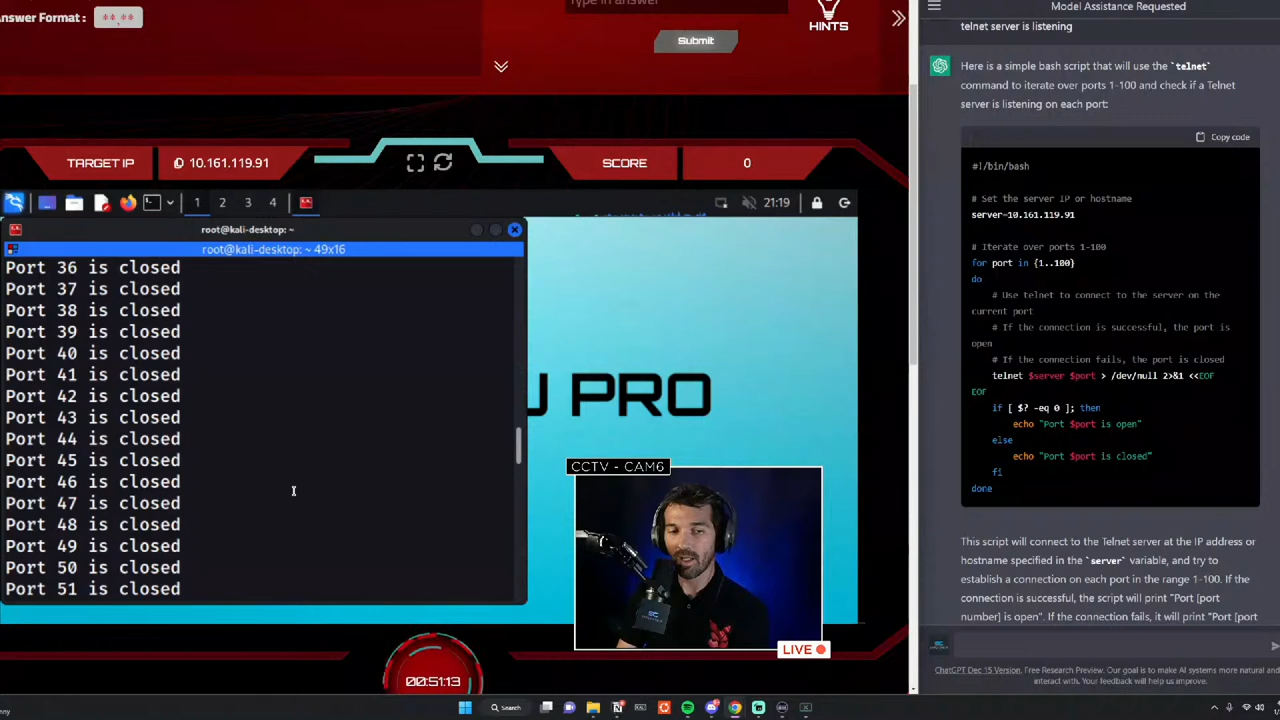 Answer Format :
**,**
Type in answer
Submit
HINTS
TARGET IP
10.161.119.91
SCORE
0
1
2
3
4
21:19
root@kali-desktop: ~
root@kali-desktop: ~ 49x16
Port 36 is closed
Port 37 is closed
Port 38 is closed
Port 39 is closed
Port 40 is closed
Port 41 is closed
Port 42 is closed
Port 43 is closed
Port 44 is closed
Port 45 is closed
Port 46 is closed
Port 47 is closed
Port 48 is closed
Port 49 is closed
Port 50 is closed
Port 51 is closed
U PRO
CCTV - CAM6
LIVE
00:51:13
Search
Model Assistance Requested
telnet server is listening
Here is a simple bash script that will use the `telnet`
command to iterate over ports 1-100 and check if a Telnet
server is listening on each port:
Copy code
#!/bin/bash
# Set the server IP or hostname
server=10.161.119.91
# Iterate over ports 1-100
for port in {1..100}
do
# Use telnet to connect to the server on the
current port
# If the connection is successful, the port is
open
# If the connection fails, the port is closed
telnet $server $port > /dev/null 2>&1 <<EOF
EOF
if [ $? -eq 0 ]; then
echo "Port $port is open"
else
echo "Port $port is closed"
fi
done
This script will connect to the Telnet server at the IP address or
hostname specified in the `server` variable, and try to
establish a connection on each port in the range 1-100. If the
connection is successful, the script will print "Port [port
number] is open". If the connection fails, it will print "Port [port
ChatGPT Dec 15 Version. Free Research Preview. Our goal is to make AI systems more natural and
interact with. Your feedback will help us improve.